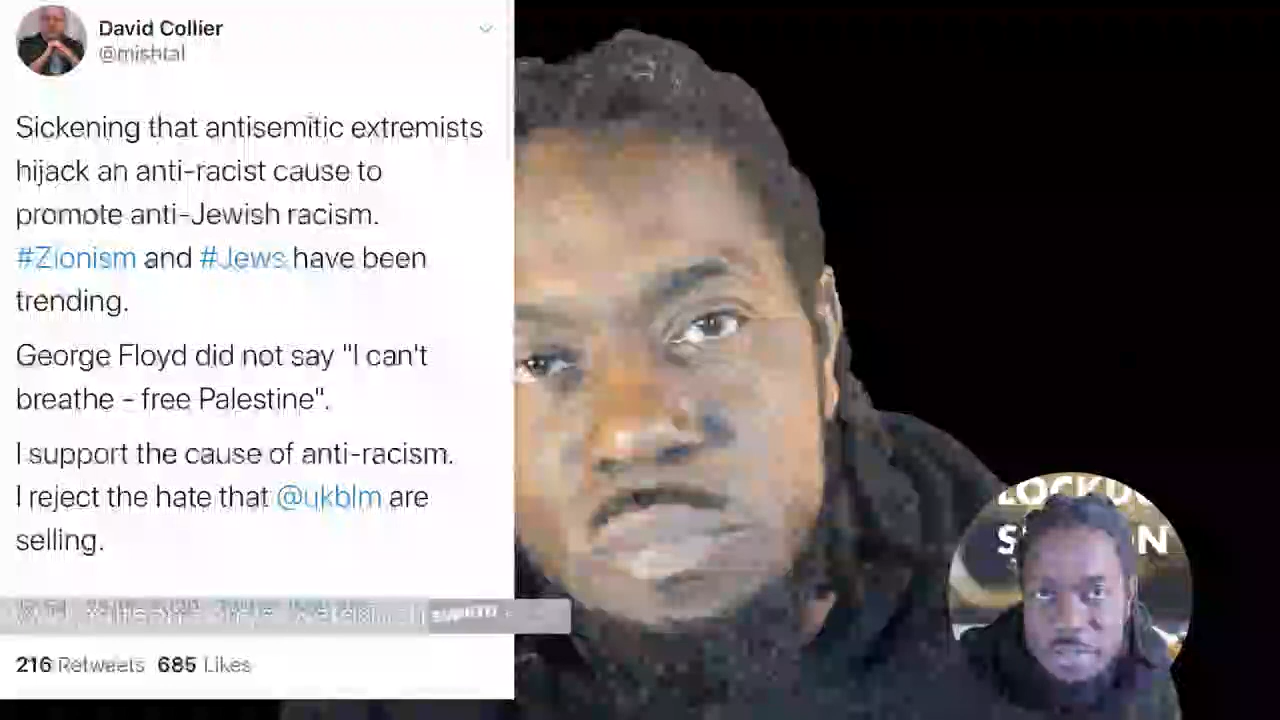 David Collier
@mishtal
Sickening that antisemitic extremists
hijack an anti-racist cause to
promote anti-Jewish racism.
#Zionism and #Jews have been
trending.
George Floyd did not say "I can't
breathe - free Palestine".
I support the cause of anti-racism.
I reject the hate that @ukblm are
selling.
216 Retweets 685 Likes